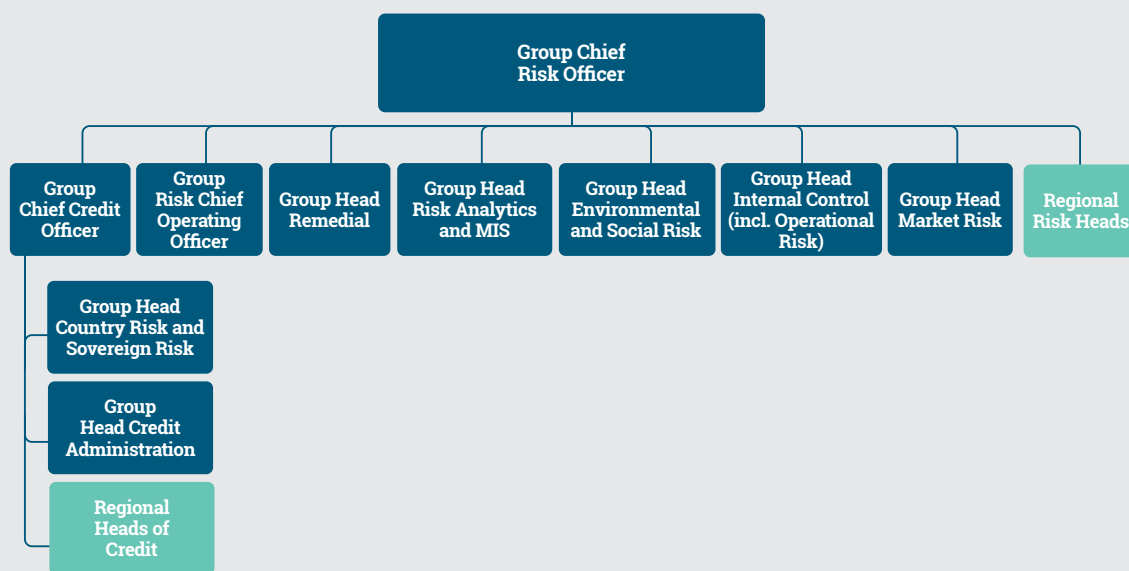 Group Chief
Risk Officer
Group
Chief Credit
Officer
Group
Risk Chief
Operating
Officer
Group Head
Remedial
Group Head
Risk Analytics
and MIS
Group Head
Environmental
and Social Risk
Group Head
Internal Control
(incl. Operational
Risk)
Group Head
Market Risk
Regional
Risk Heads
Group Head
Country Risk and
Sovereign Risk
Group
Head Credit
Administration
Regional
Heads of
Credit